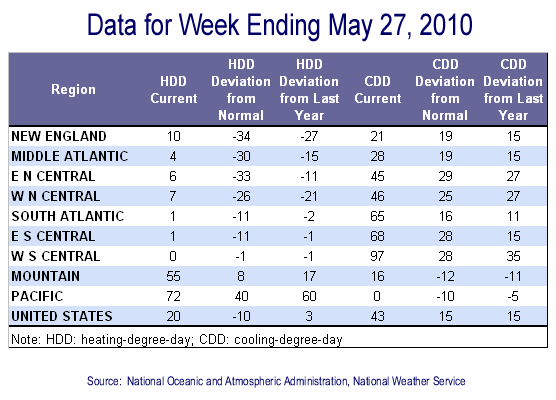 Data for Week Ending May 27, 2010
Region HDD Current HDD Deviation from Normal HDD Deviation from Last Year CDD Current CDD Deviation from Normal CDD Deviation from Last Year
NEW ENGLAND 10 -34 -27 21 19 15
MIDDLE ATLANTIC 4 -30 -15 28 19 15
E N CENTRAL 6 -33 -11 45 29 27
W N CENTRAL 7 -26 -21 46 25 27
SOUTH ATLANTIC 1 -11 -2 65 16 11
E S CENTRAL 1 -11 -1 68 28 15
W S CENTRAL 0 -1 -1 97 28 35
MOUNTAIN 55 8 17 16 -12 -11
PACIFIC 72 40 60 0 -10 -5
UNITED STATES 20 -10 3 43 15 15
Note: HDD: heating-degree-day; CDD: cooling-degree-day
Source: National Oceanic and Atmospheric Administration, National Weather Service